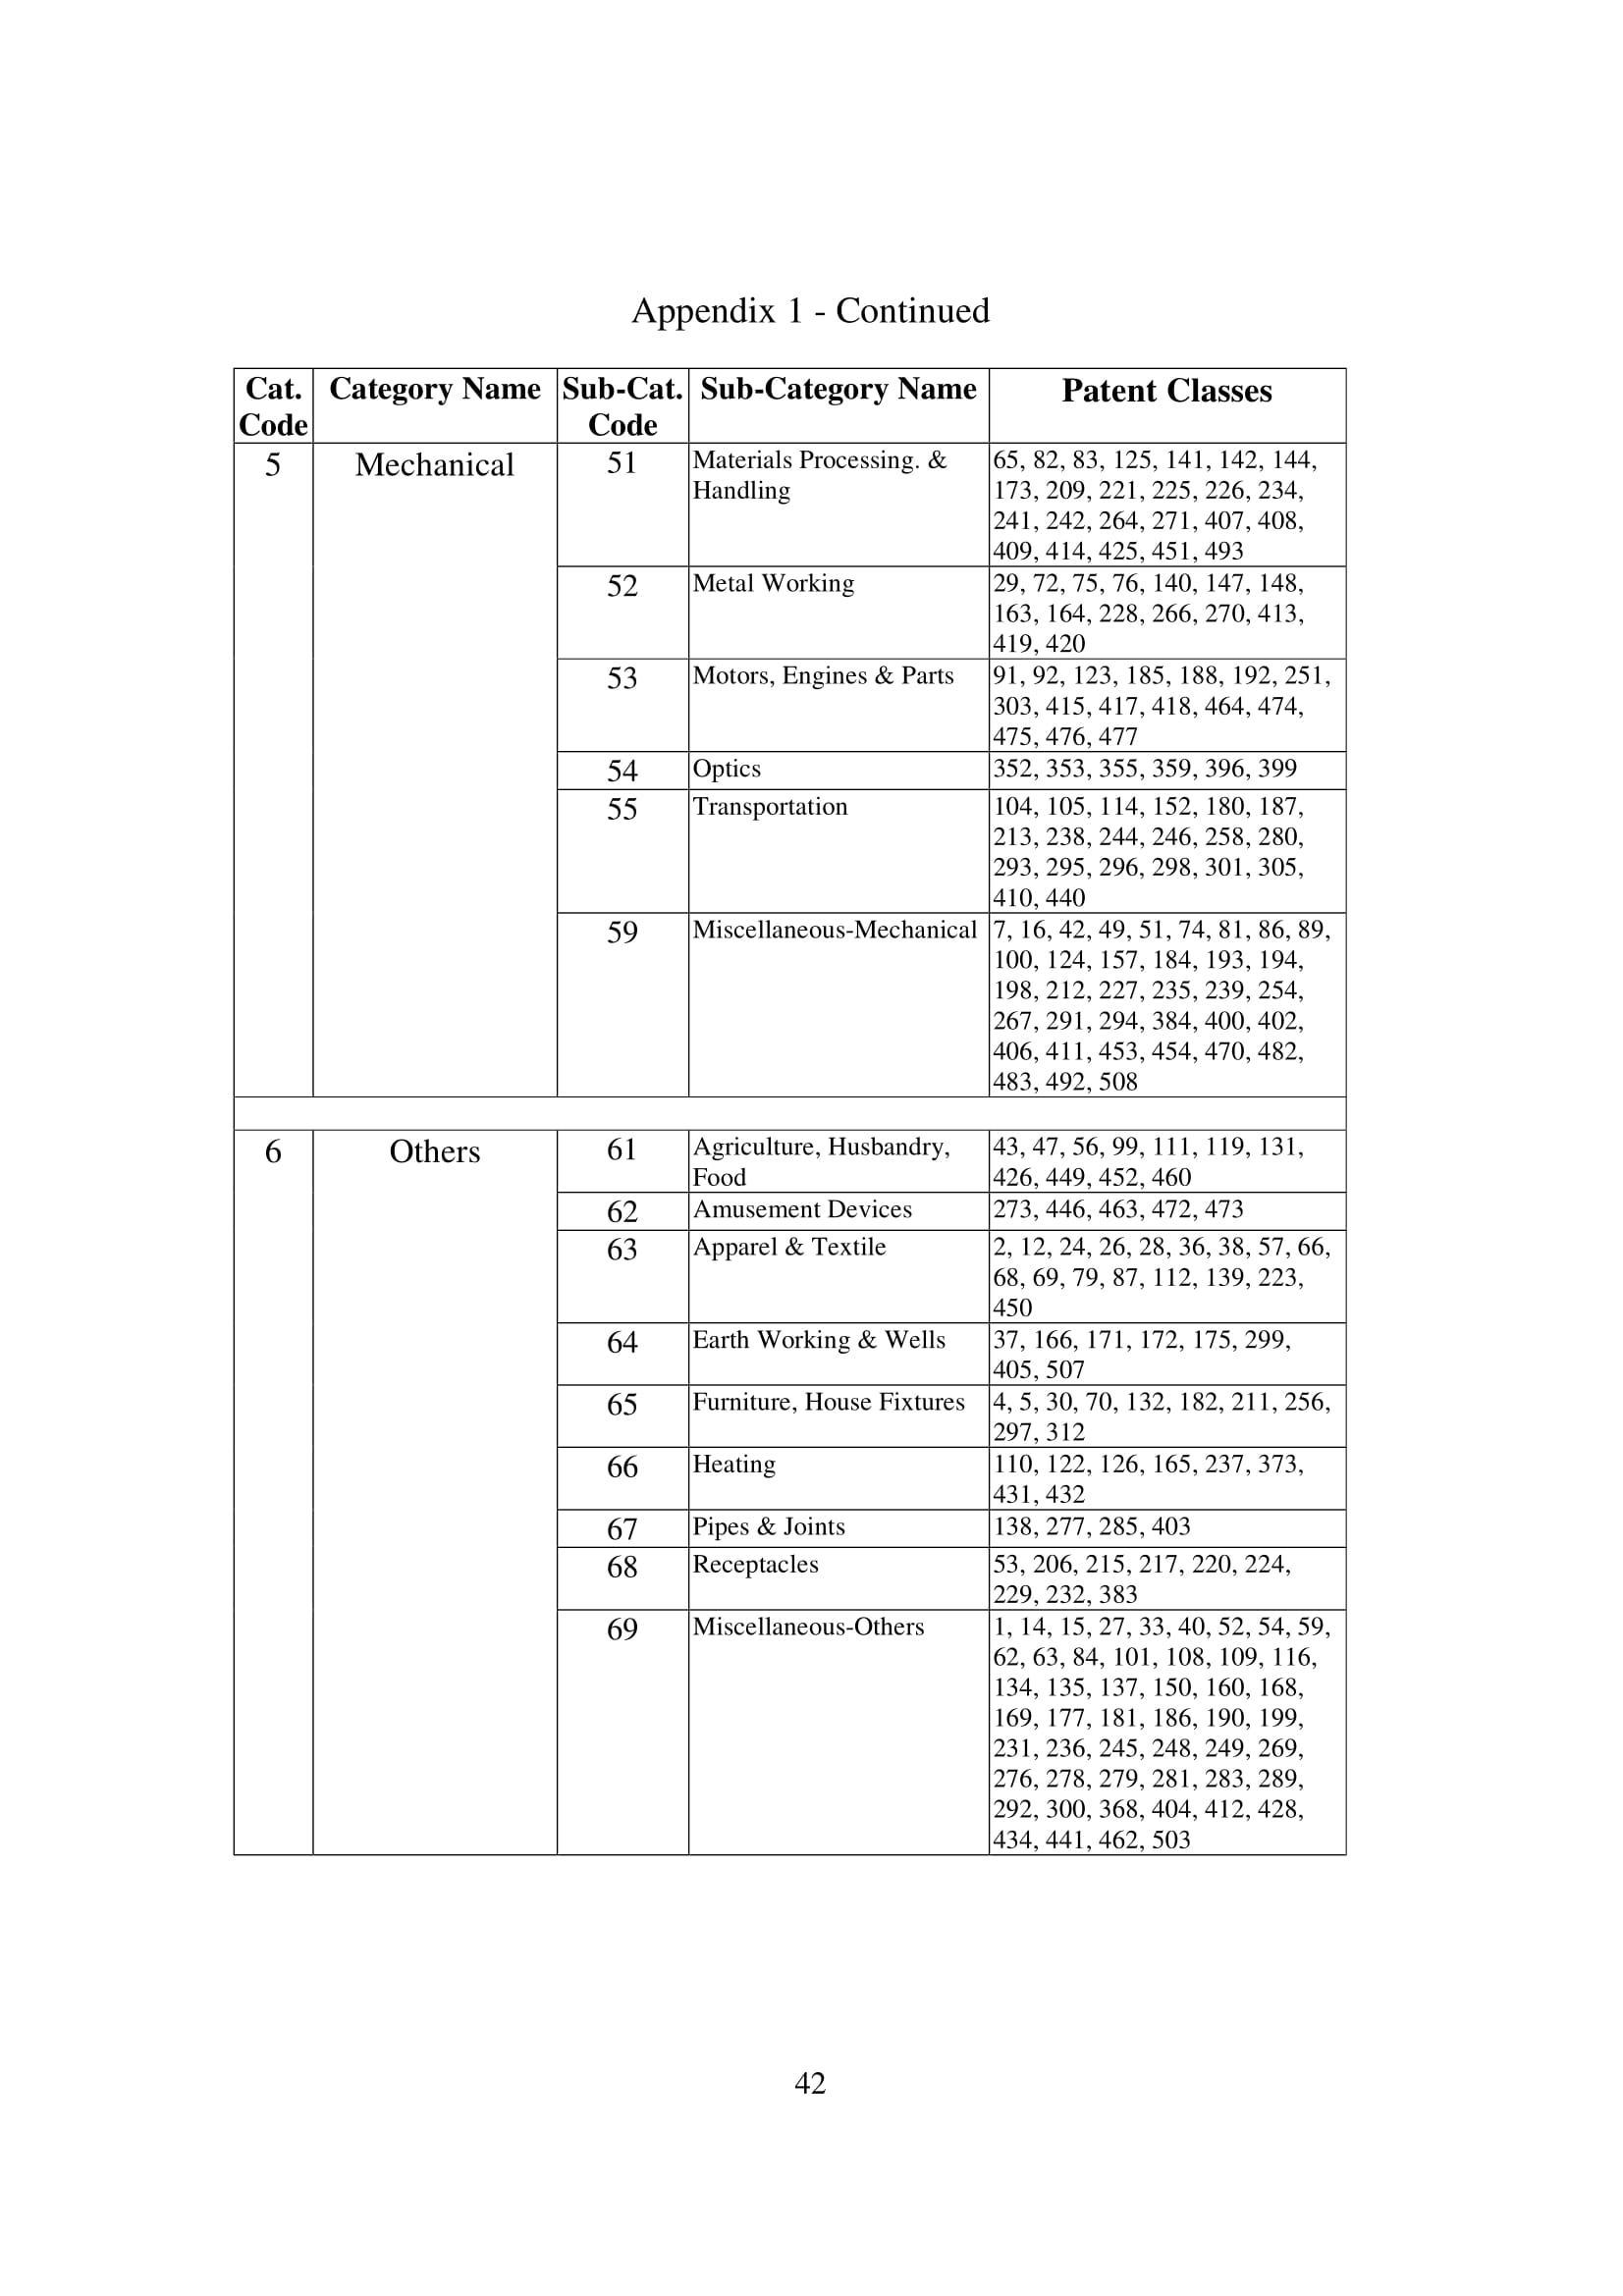 Appendix 1 - Continued
Cat. Code Category Name Sub-Cat. Code Sub-Category Name Patent Classes
5 Mechanical 51 Materials Processing. & Handling 65, 82, 83, 125, 141, 142, 144,
173, 209, 221, 225, 226, 234,
241, 242, 264, 271, 407, 408,
409, 414, 425, 451, 493
52 Metal Working 29, 72, 75, 76, 140, 147, 148,
163, 164, 228, 266, 270, 413,
419, 420
53 Motors, Engines & Parts 91, 92, 123, 185, 188, 192, 251,
303, 415, 417, 418, 464, 474,
475, 476, 477
54 Optics 352, 353, 355, 359, 396, 399
55 Transportation 104, 105, 114, 152, 180, 187,
213, 238, 244, 246, 258, 280,
293, 295, 296, 298, 301, 305,
410, 440
59 Miscellaneous-Mechanical 7, 16, 42, 49, 51, 74, 81, 86, 89,
100, 124, 157, 184, 193, 194,
198, 212, 227, 235, 239, 254,
267, 291, 294, 384, 400, 402,
406, 411, 453, 454, 470, 482,
483, 492, 508
6 Others 61 Agriculture, Husbandry, Food 43, 47, 56, 99, 111, 119, 131,
426, 449, 452, 460
62 Amusement Devices 273, 446, 463, 472, 473
63 Apparel & Textile 2, 12, 24, 26, 28, 36, 38, 57, 66,
68, 69, 79, 87, 112, 139, 223,
450
64 Earth Working & Wells 37, 166, 171, 172, 175, 299,
405, 507
65 Furniture, House Fixtures 4, 5, 30, 70, 132, 182, 211, 256,
297, 312
66 Heating 110, 122, 126, 165, 237, 373,
431, 432
67 Pipes & Joints 138, 277, 285, 403
68 Receptacles 53, 206, 215, 217, 220, 224,
229, 232, 383
69 Miscellaneous-Others 1, 14, 15, 27, 33, 40, 52, 54, 59,
62, 63, 84, 101, 108, 109, 116,
134, 135, 137, 150, 160, 168,
169, 177, 181, 186, 190, 199,
231, 236, 245, 248, 249, 269,
276, 278, 279, 281, 283, 289,
292, 300, 368, 404, 412, 428,
434, 441, 462, 503
42